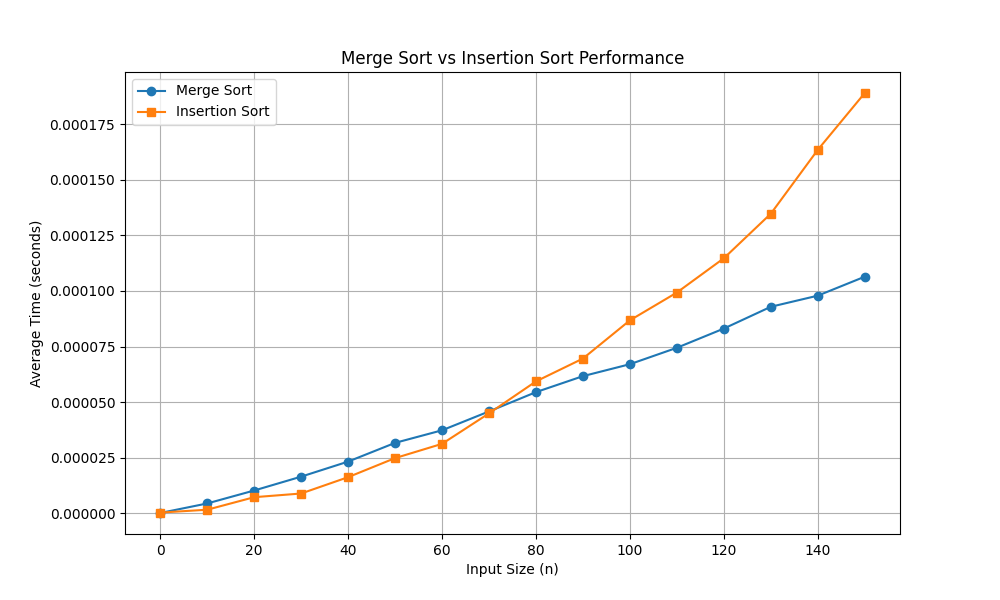 Merge Sort vs Insertion Sort Performance
Merge Sort
Insertion Sort
Average Time (seconds)
0.000175
0.000150
0.000125
0.000100
0.000075
0.000050
0.000025
0.000000
0 20 40 60 80 100 120 140
Input Size (n)